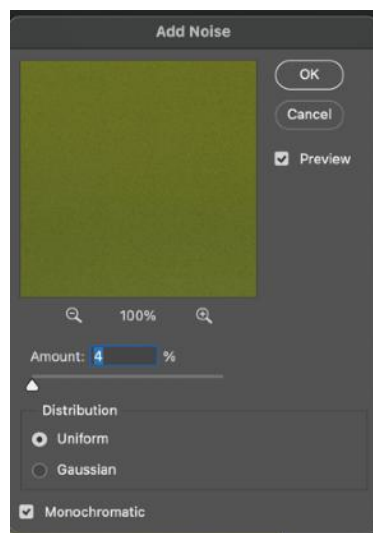 Add Noise
OK
Cancel
Preview
100%
Amount: 4 %
Distribution
Uniform
Gaussian
Monochromatic